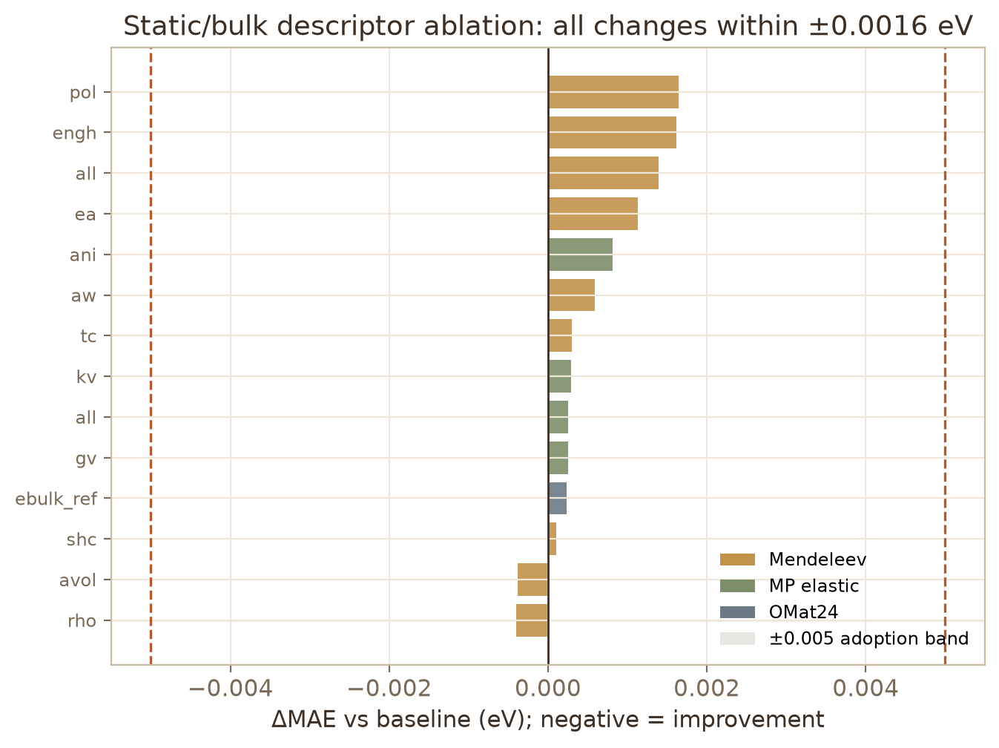 Static/bulk descriptor ablation: all changes within ±0.0016 eV
pol
engh
all
ea
ani
aw
tc
kv
all
gv
ebulk_ref
shc
avol
rho
Mendeleev
MP elastic
OMat24
±0.005 adoption band
−0.004
−0.002
0.000
0.002
0.004
ΔMAE vs baseline (eV); negative = improvement